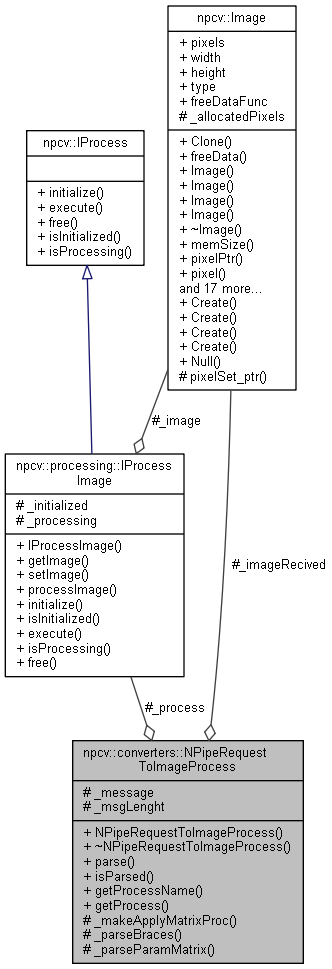 npcv::Image
+ pixels
+ width
+ height
+ type
+ freeDataFunc
# _allocatedPixels
+ Clone()
+ freeData()
+ Image()
+ Image()
+ Image()
+ Image()
+ ~Image()
+ memSize()
+ pixelPtr()
+ pixel()
and 17 more...
+ Create()
+ Create()
+ Create()
+ Create()
+ Null()
# pixelSet_ptr()
npcv::IProcess
+ initialize()
+ execute()
+ free()
+ isInitialized()
+ isProcessing()
#_image
npcv::processing::IProcess
Image
# _initialized
# _processing
+ IProcessImage()
+ getImage()
+ setImage()
+ processImage()
+ initialize()
+ isInitialized()
+ execute()
+ isProcessing()
+ free()
#_imageRecived
#_process
npcv::converters::NPipeRequest
ToImageProcess
# _message
# _msgLenght
+ NPipeRequestToImageProcess()
+ ~NPipeRequestToImageProcess()
+ parse()
+ isParsed()
+ getProcessName()
+ getProcess()
# _makeApplyMatrixProc()
# _parseBraces()
# _parseParamMatrix()